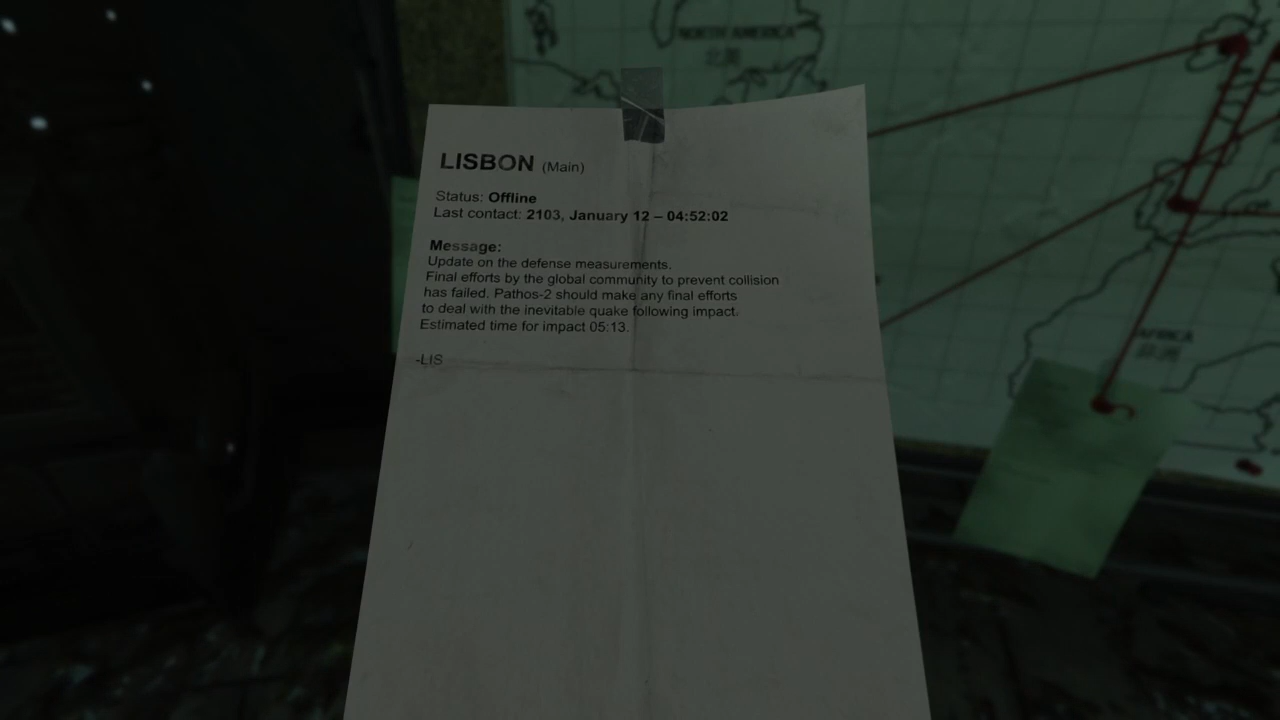 LISBON (Main)
Status: Offline
Last contact: 2103, January 12 – 04:52:02
Message:
Update on the defense measurements.
Final efforts by the global community to prevent collision
has failed. Pathos-2 should make any final efforts
to deal with the inevitable quake following impact.
Estimated time for impact 05:13.
-LIS
NORTH AMERICA
北美
AFRICA